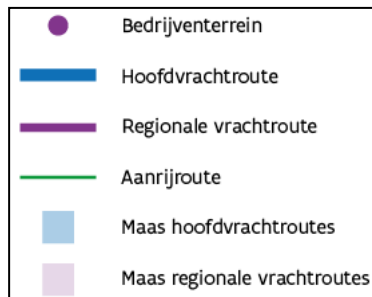 Bedrijventerrein
Hoofdvrachtroute
Regionale vrachtroute
Aanrijroute
Maas hoofdvrachtroutes
Maas regionale vrachtroutes